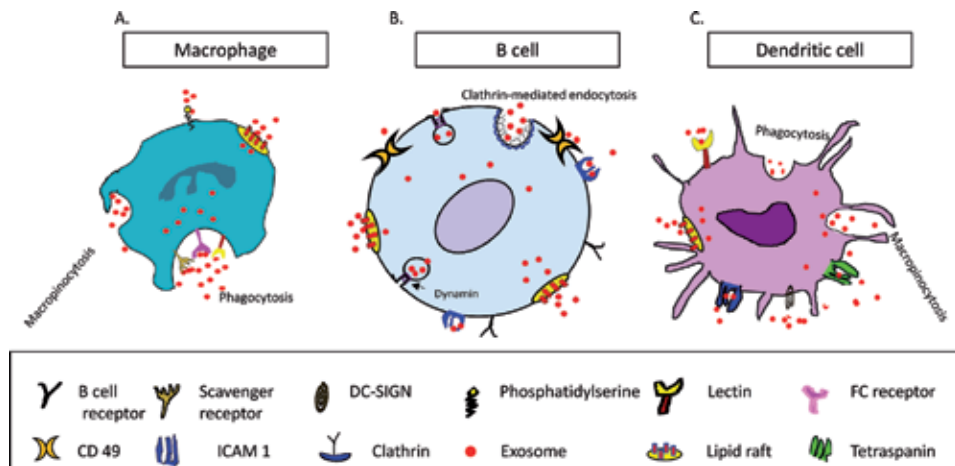 A.
Macrophage
B.
B cell
C.
Dendritic cell
Macropinocytosis
Phagocytosis
Clathrin-mediated endocytosis
Dynamin
Phagocytosis
Macropinocytosis
B cell
receptor
Scavenger
receptor
DC-SIGN
Phosphatidylserine
Lectin
FC receptor
CD 49
ICAM 1
Clathrin
Exosome
Lipid raft
Tetraspanin